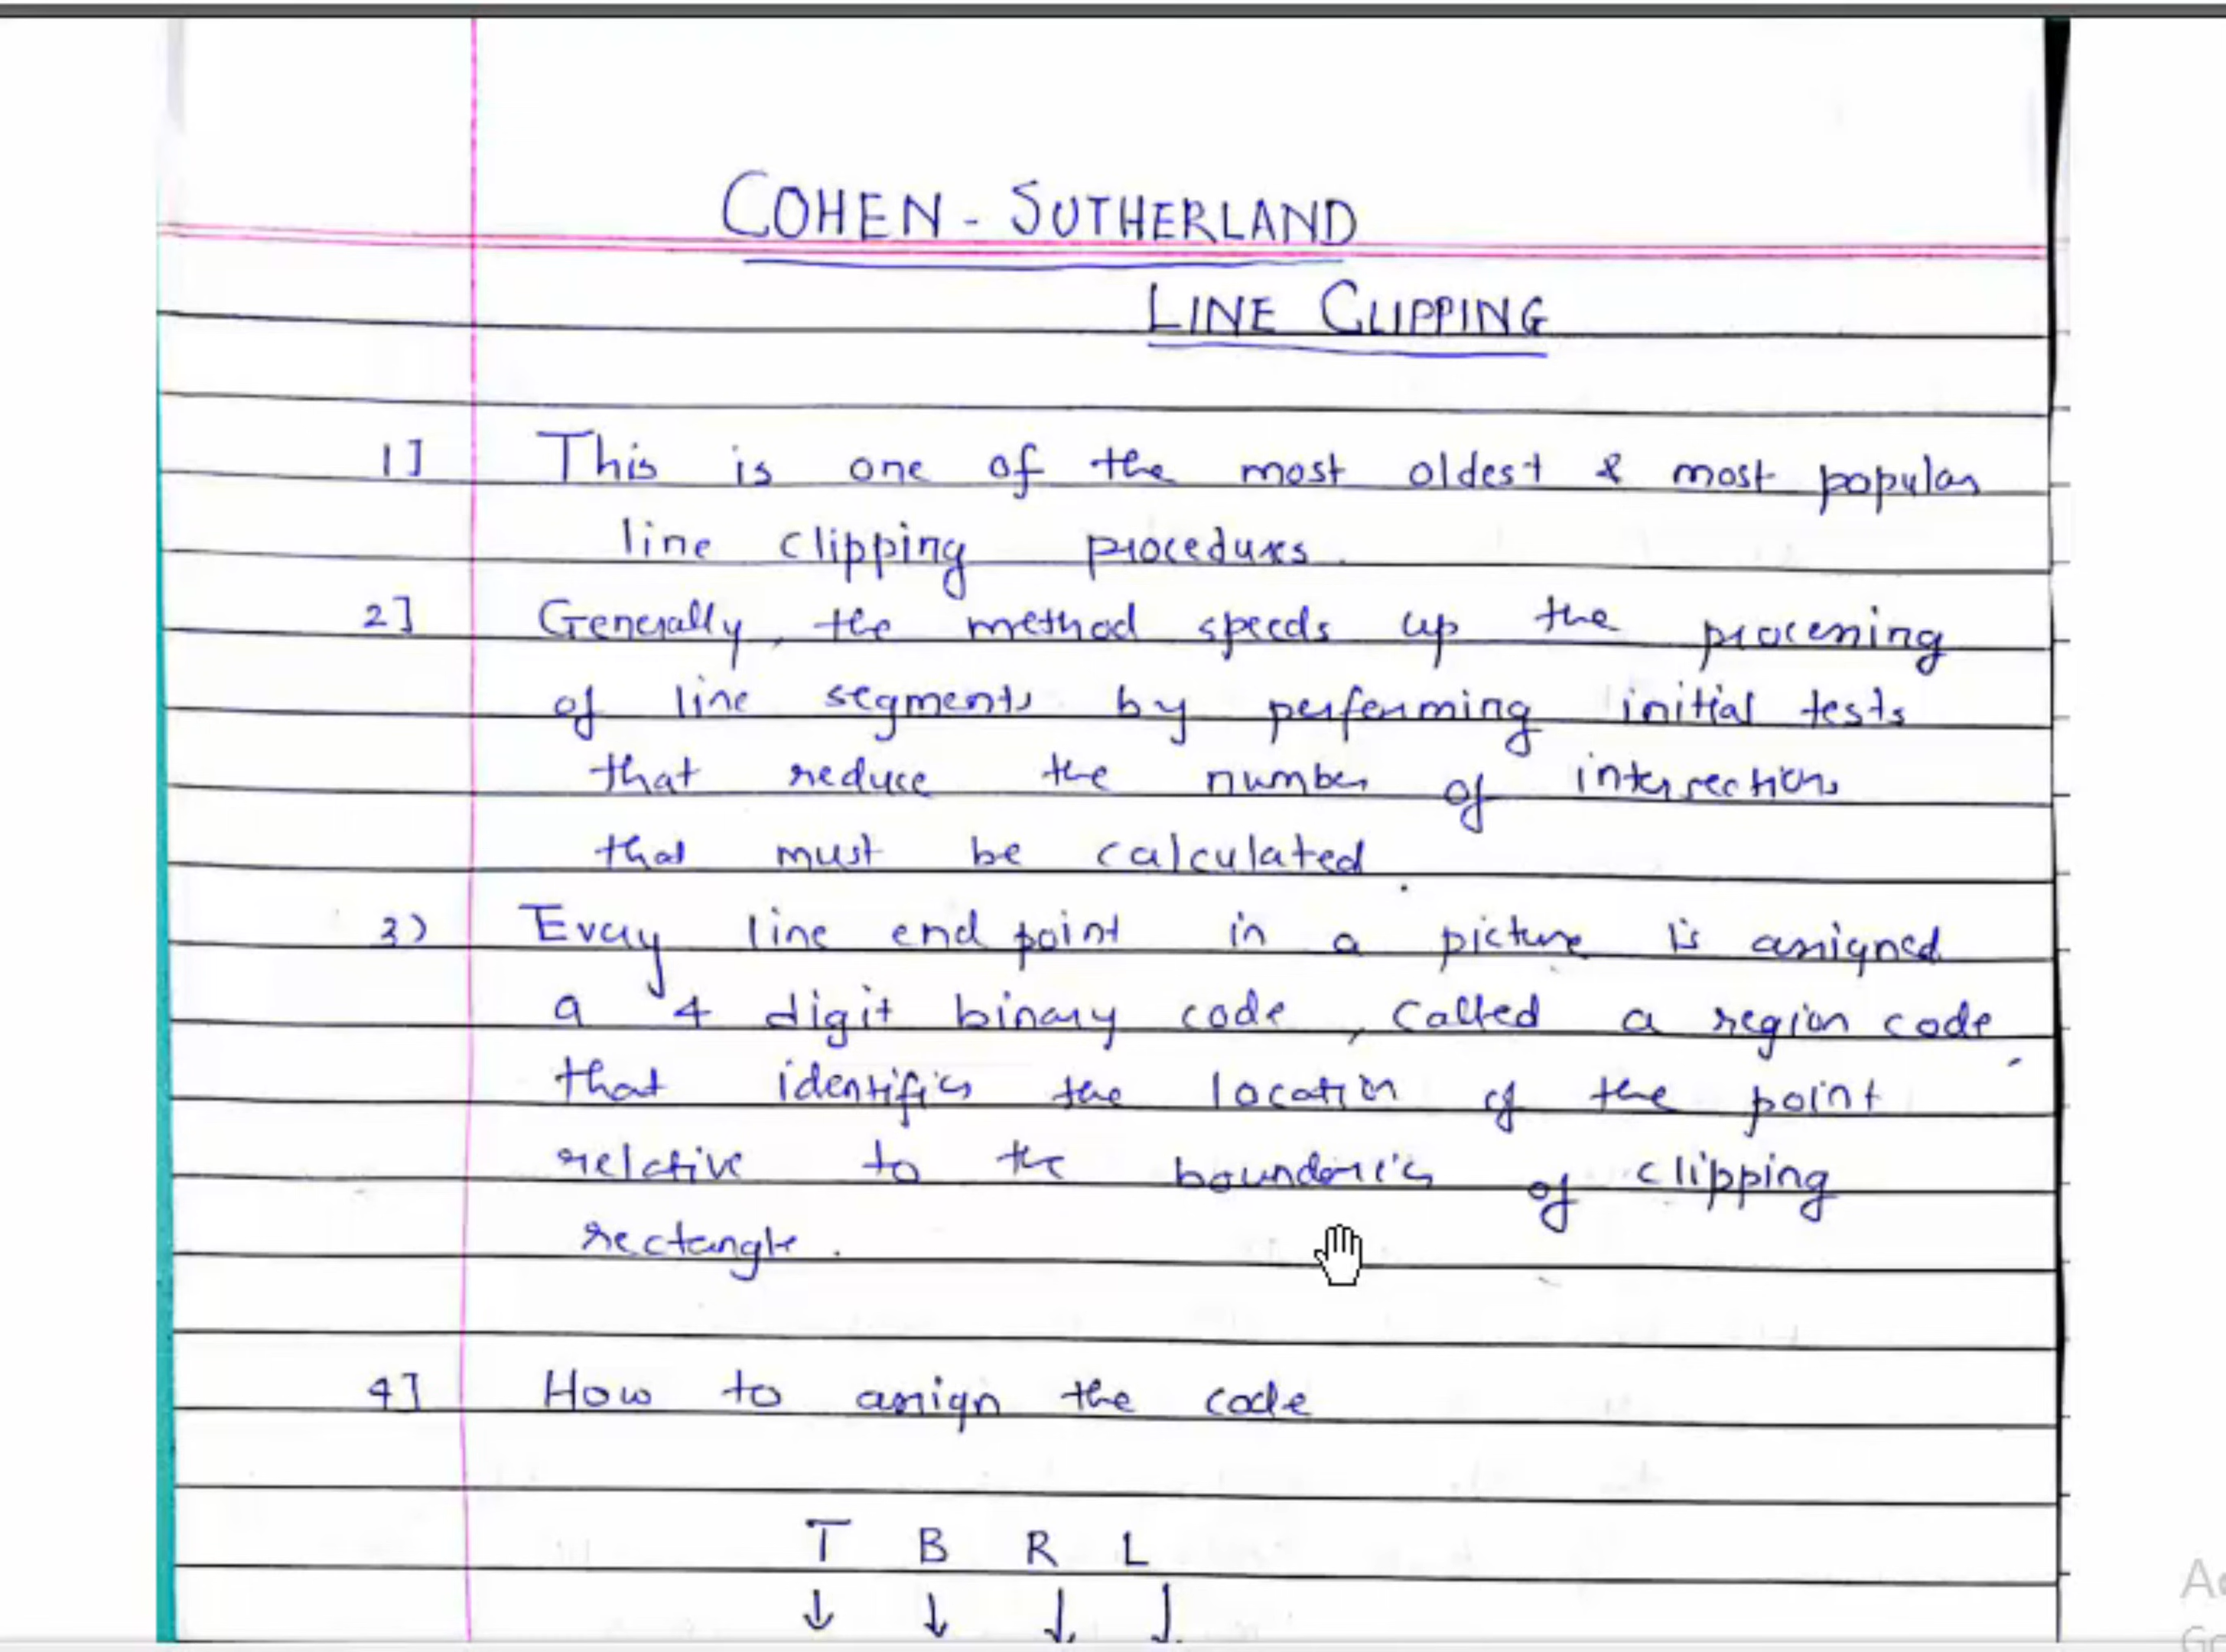 COHEN - SUTHERLAND
LINE CLIPPING
1] This is one of the most oldest & most popular
line clipping procedures.
2] Generally, the method speeds up the processing
of line segments by performing initial tests
that reduce the number of intersections
that must be calculated.
3) Every line end point in a picture is assigned
a 4 digit binary code, called a region code,
that identifies the location of the point
relative to the boundaries of clipping
rectangle.
4] How to assign the code
T B R L
↓ ↓ ↓ ↓